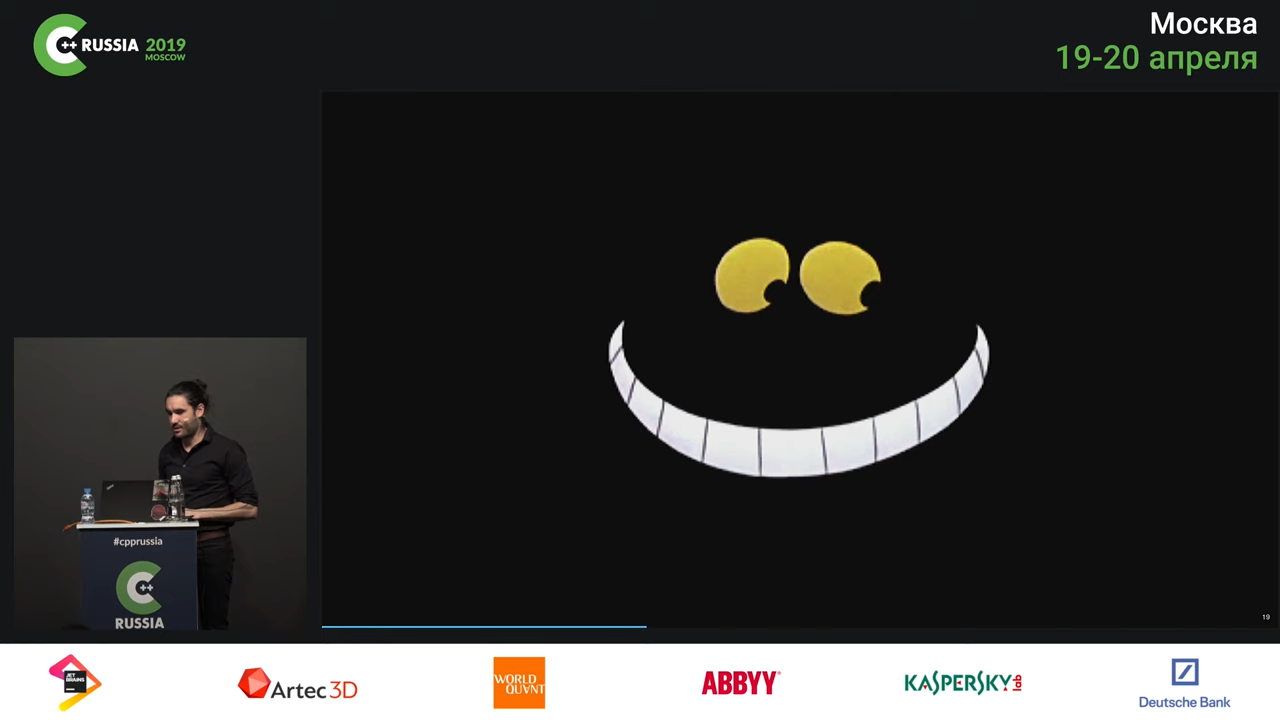 C++ RUSSIA 2019
MOSCOW
Москва
19-20 апреля
#cpprussia
C++
RUSSIA
19
JET
BRAINS
Artec 3D
WORLD
QUANT
ABBYY®
KASPERSKY lab
Deutsche Bank